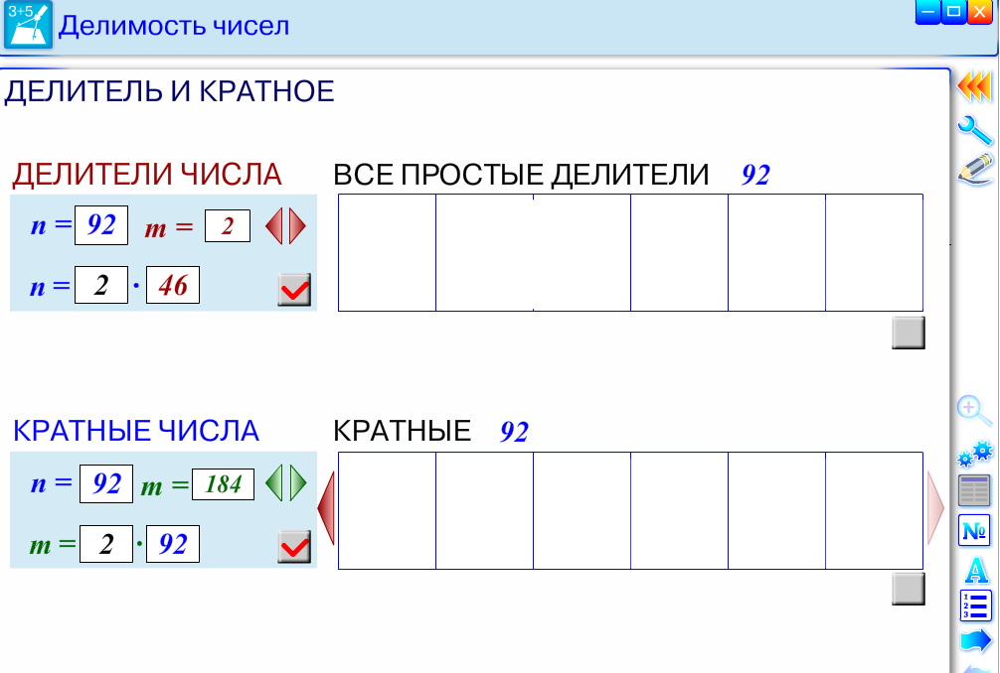 3+5
Делимость чисел
ДЕЛИТЕЛЬ И КРАТНОЕ
ДЕЛИТЕЛИ ЧИСЛА
n = 92 m = 2
n = 2 · 46
ВСЕ ПРОСТЫЕ ДЕЛИТЕЛИ 92
КРАТНЫЕ ЧИСЛА
n = 92 m = 184
m = 2 · 92
КРАТНЫЕ 92
№
А
1
2
3